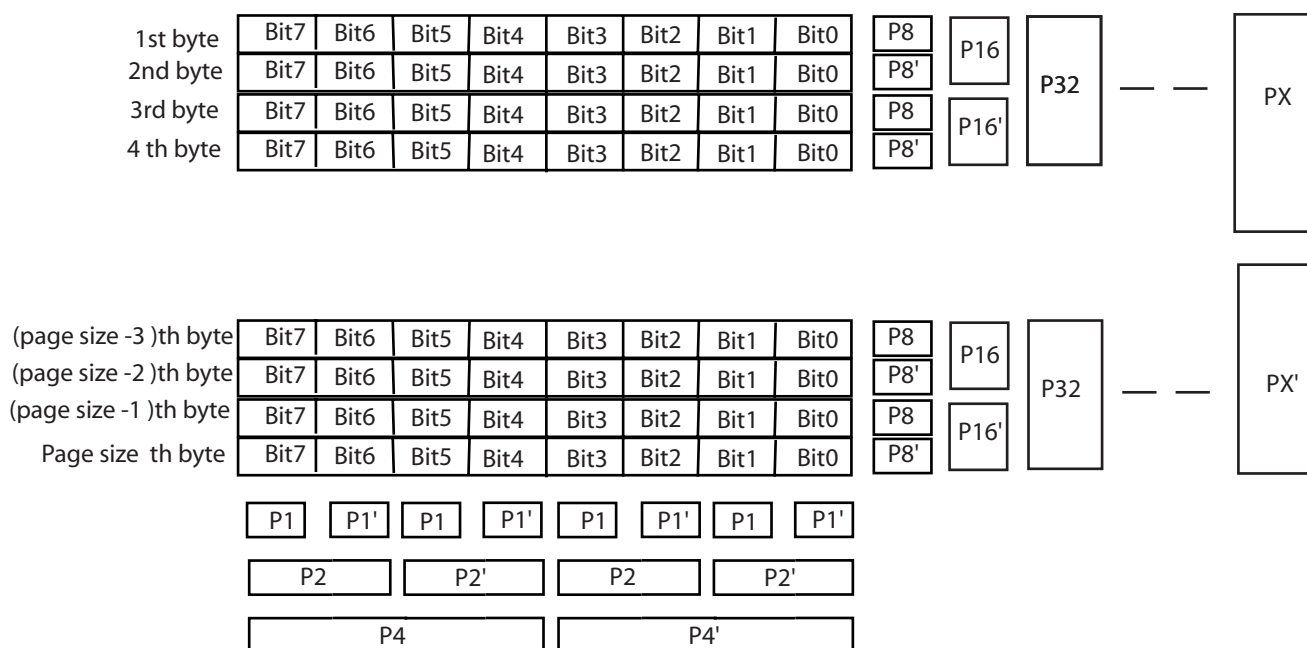 1st byte Bit7 Bit6 Bit5 Bit4 Bit3 Bit2 Bit1 Bit0 P8 P16 P32 PX
2nd byte Bit7 Bit6 Bit5 Bit4 Bit3 Bit2 Bit1 Bit0 P8'
3rd byte Bit7 Bit6 Bit5 Bit4 Bit3 Bit2 Bit1 Bit0 P8 P16'
4 th byte Bit7 Bit6 Bit5 Bit4 Bit3 Bit2 Bit1 Bit0 P8'
(page size -3 )th byte Bit7 Bit6 Bit5 Bit4 Bit3 Bit2 Bit1 Bit0 P8 P16 P32 PX'
(page size -2 )th byte Bit7 Bit6 Bit5 Bit4 Bit3 Bit2 Bit1 Bit0 P8'
(page size -1 )th byte Bit7 Bit6 Bit5 Bit4 Bit3 Bit2 Bit1 Bit0 P8 P16'
Page size th byte Bit7 Bit6 Bit5 Bit4 Bit3 Bit2 Bit1 Bit0 P8'
P1 P1' P1 P1' P1 P1' P1 P1'
P2 P2' P2 P2'
P4 P4'